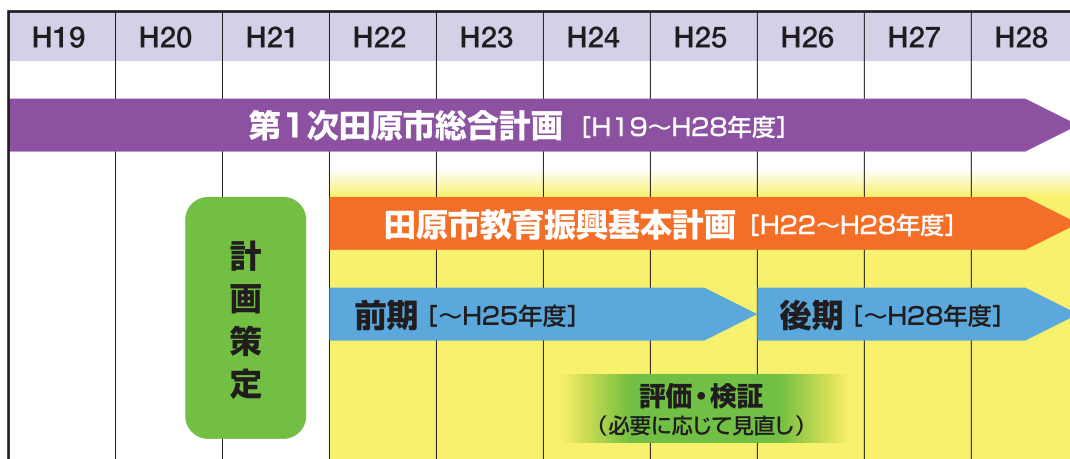 H19 H20 H21 H22 H23 H24 H25 H26 H27 H28
第1次田原市総合計画 [H19～H28年度]
計画策定
田原市教育振興基本計画 [H22～H28年度]
前期 [～H25年度]
後期 [～H28年度]
評価・検証
（必要に応じて見直し）